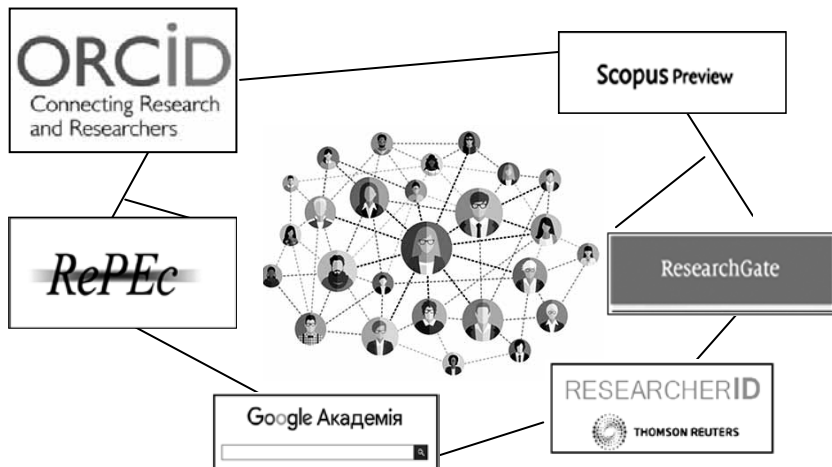 ORCiD
Connecting Research
and Researchers
Scopus Preview
RePEc
ResearchGate
RESEARCHERID
THOMSON REUTERS
Google Академія